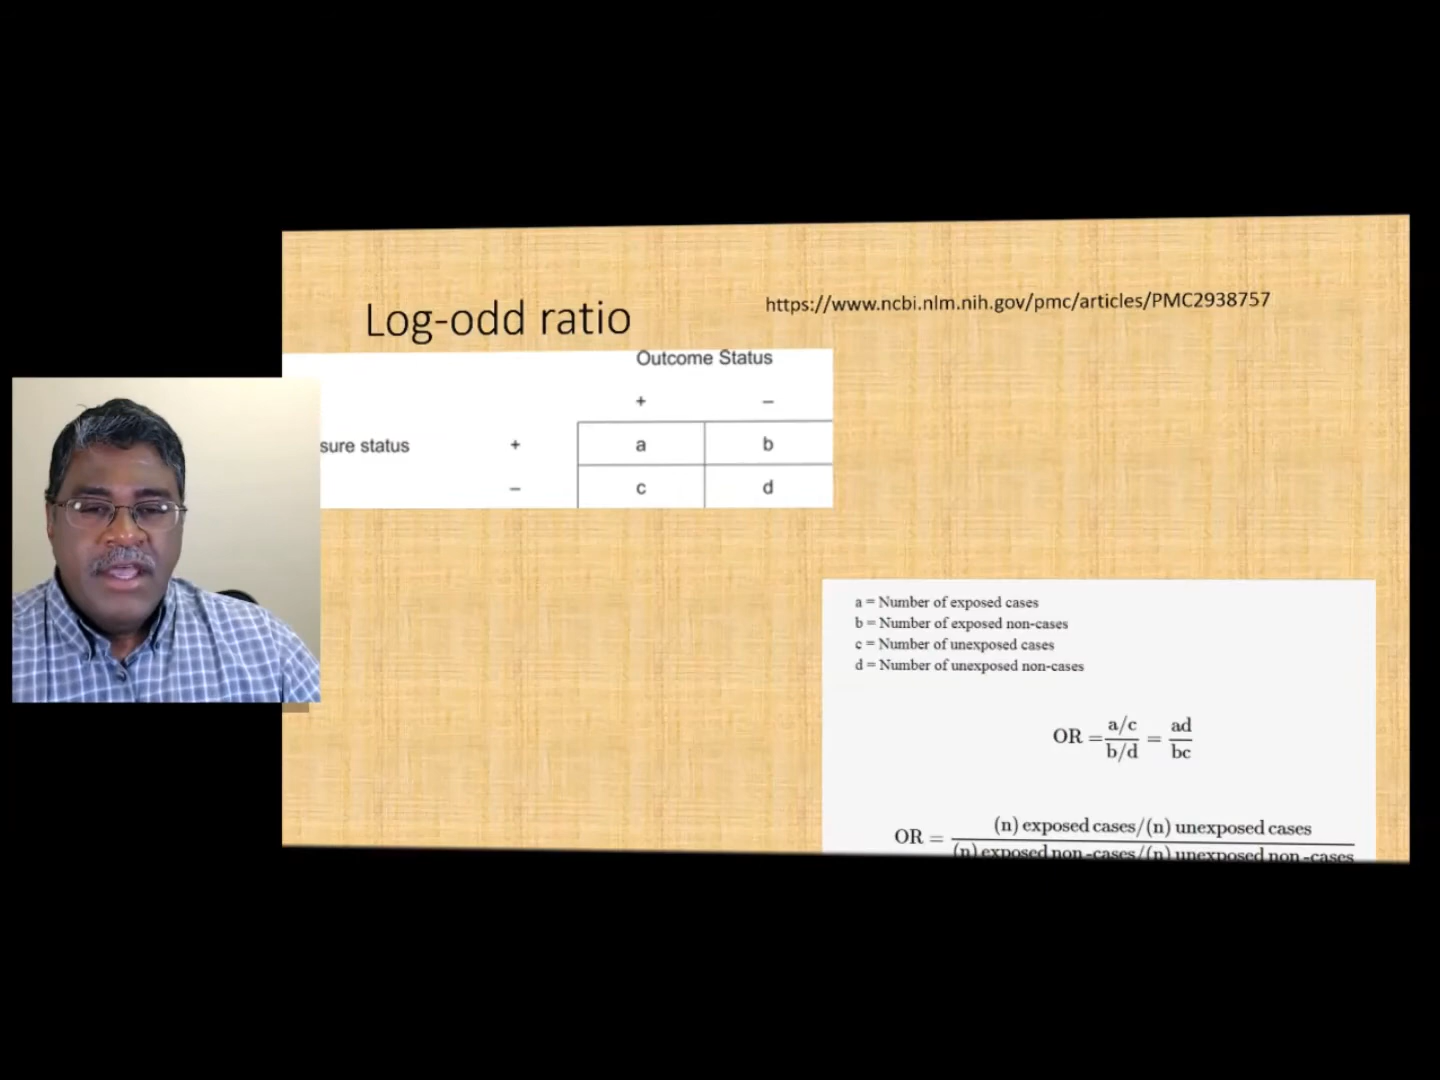 Log-odd ratio
https://www.ncbi.nlm.nih.gov/pmc/articles/PMC2938757
Outcome Status
+ –
sure status + a b
– c d
a = Number of exposed cases
b = Number of exposed non-cases
c = Number of unexposed cases
d = Number of unexposed non-cases
OR = a/c / b/d = ad / bc
OR = (n) exposed cases/(n) unexposed cases
(n) exposed non-cases/(n) unexposed non-cases